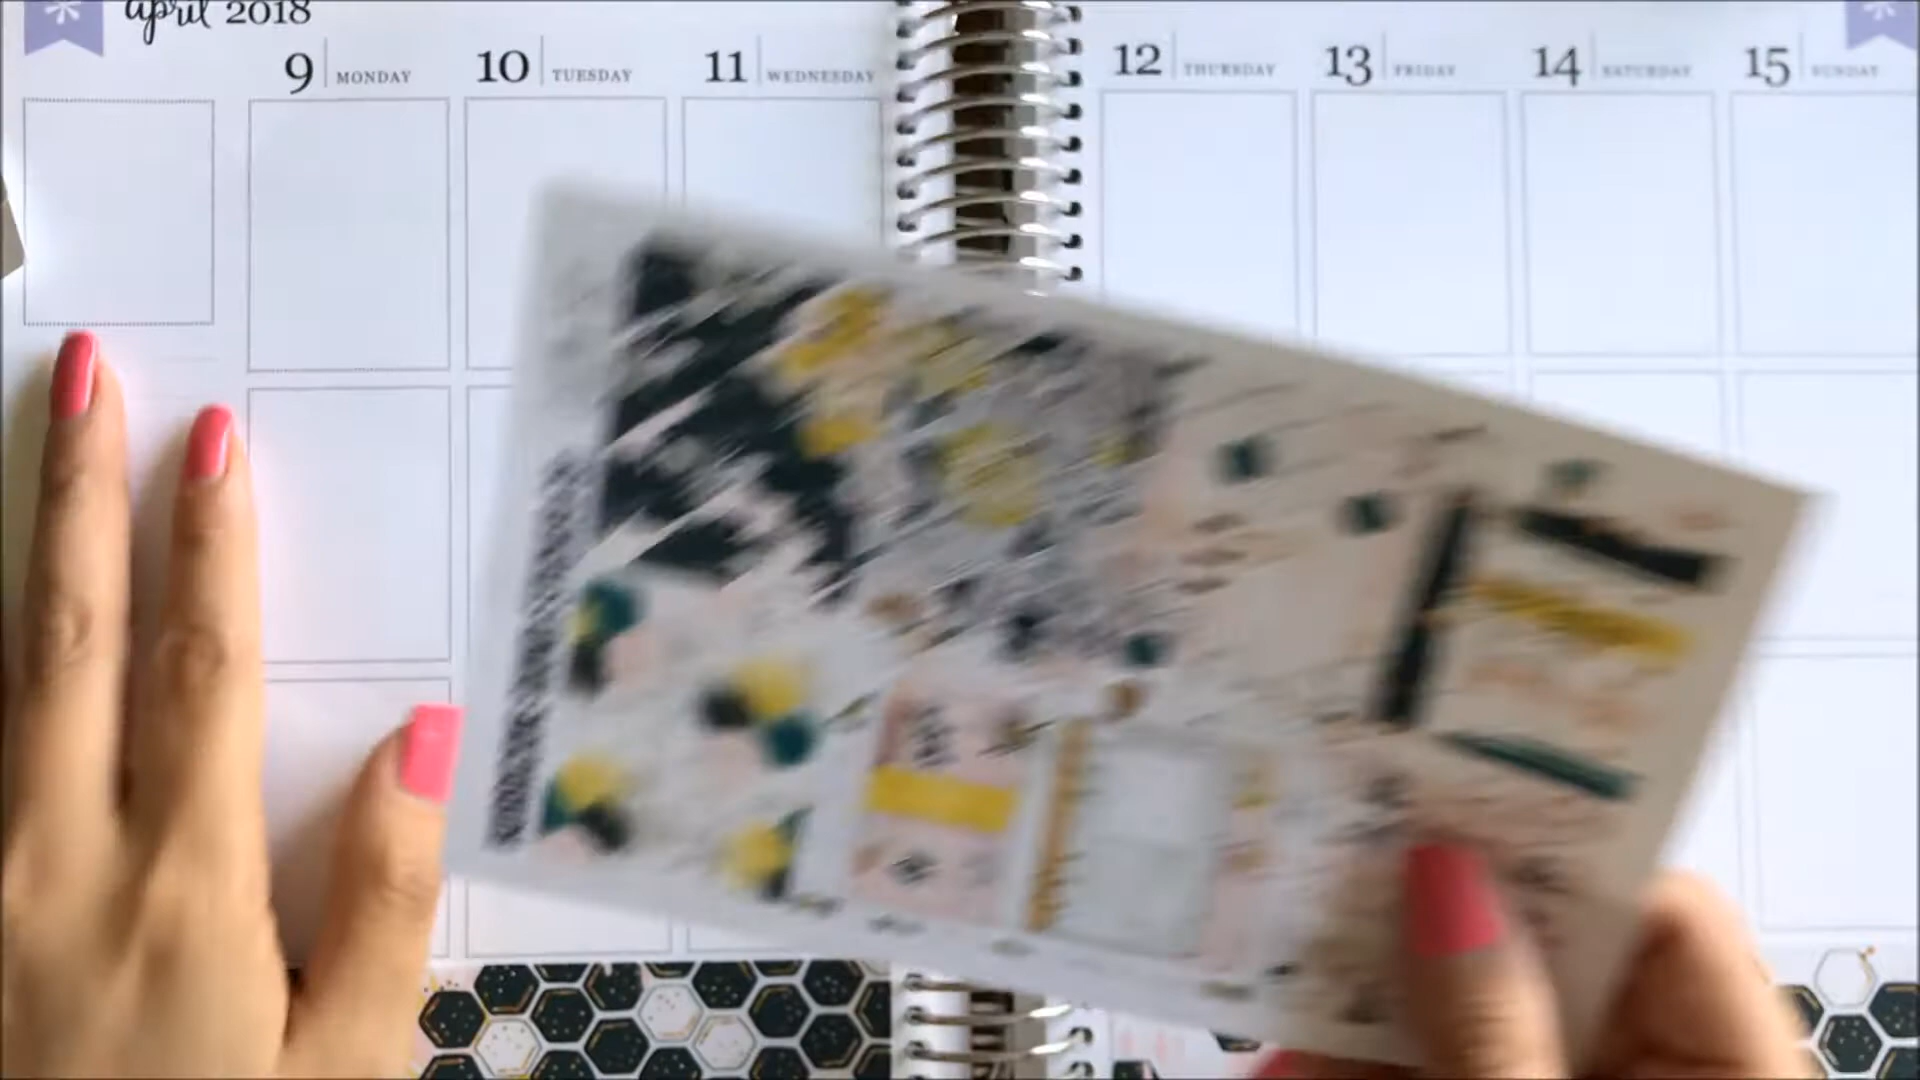 april 2018
9 MONDAY
10 TUESDAY
11 WEDNESDAY
12 THURSDAY
13 FRIDAY
14 SATURDAY
15 SUNDAY